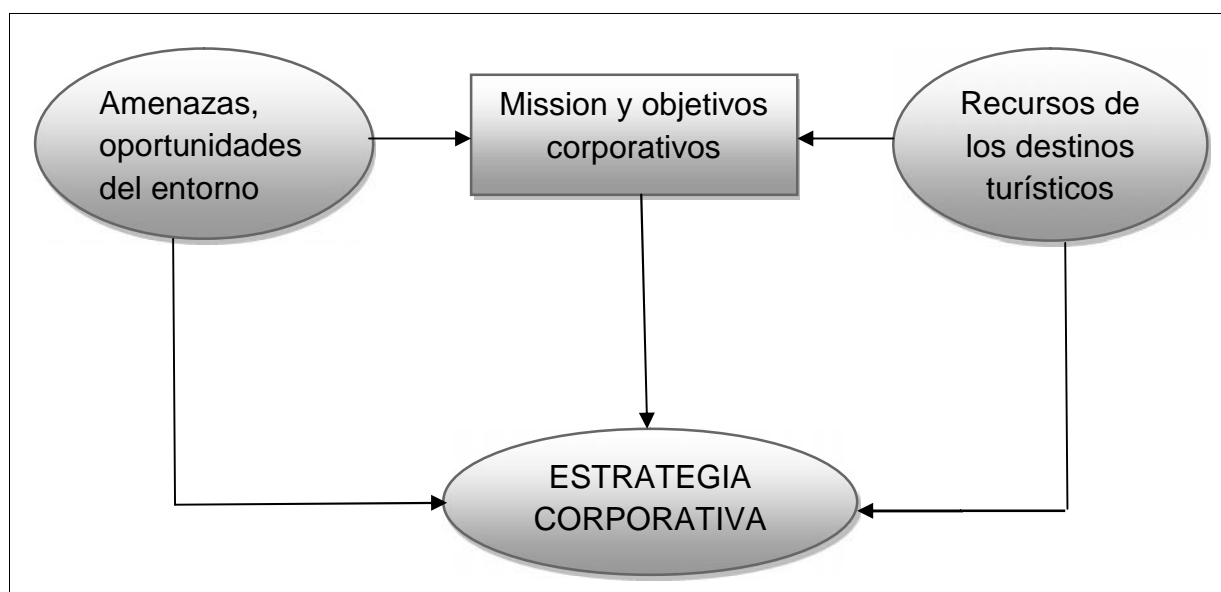 Amenazas,
oportunidades
del entorno
Mission y objetivos
corporativos
Recursos de
los destinos
turísticos
ESTRATEGIA
CORPORATIVA